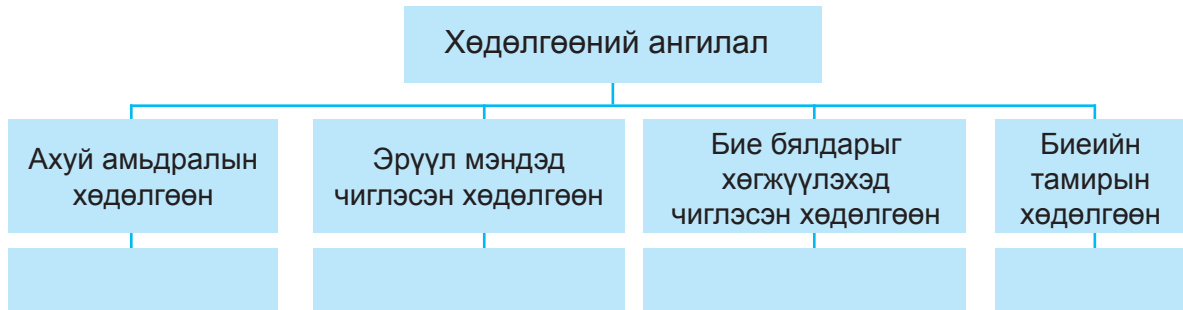 Хөдөлгөөний ангилал
Ахуй амьдралын
хөдөлгөөн
Эрүүл мэндэд
чиглэсэн хөдөлгөөн
Бие бялдарыг
хөгжүүлэхэд
чиглэсэн хөдөлгөөн
Биеийн
тамирын
хөдөлгөөн